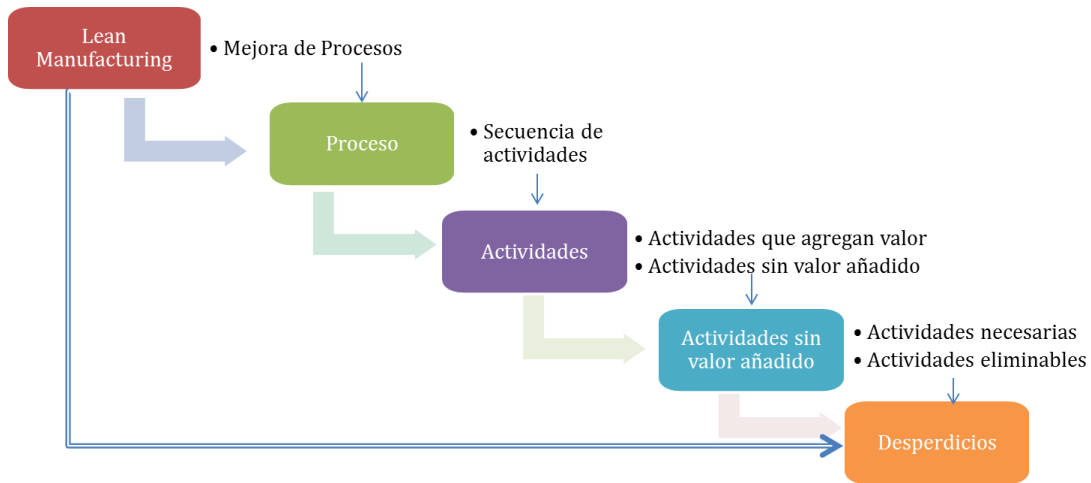 Lean
Manufacturing
• Mejora de Procesos
Proceso
• Secuencia de
actividades
Actividades
• Actividades que agregan valor
• Actividades sin valor añadido
Actividades sin
valor añadido
• Actividades necesarias
• Actividades eliminables
Desperdicios